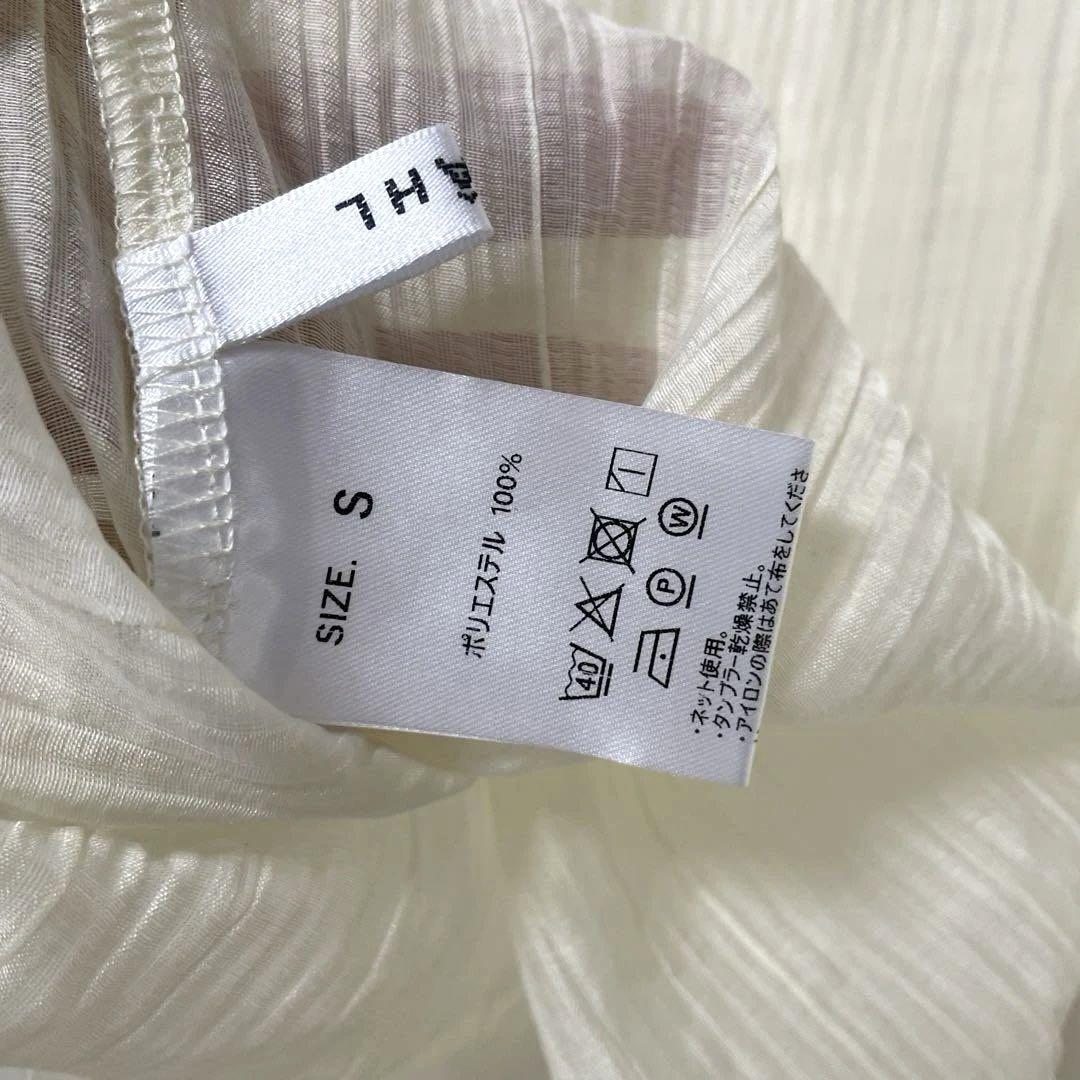 SIZE. S
ポリエステル 100%
40
P
W
・ネット使用。
・タンブラー乾燥禁止。
・アイロンの際はあて布をしてくださ